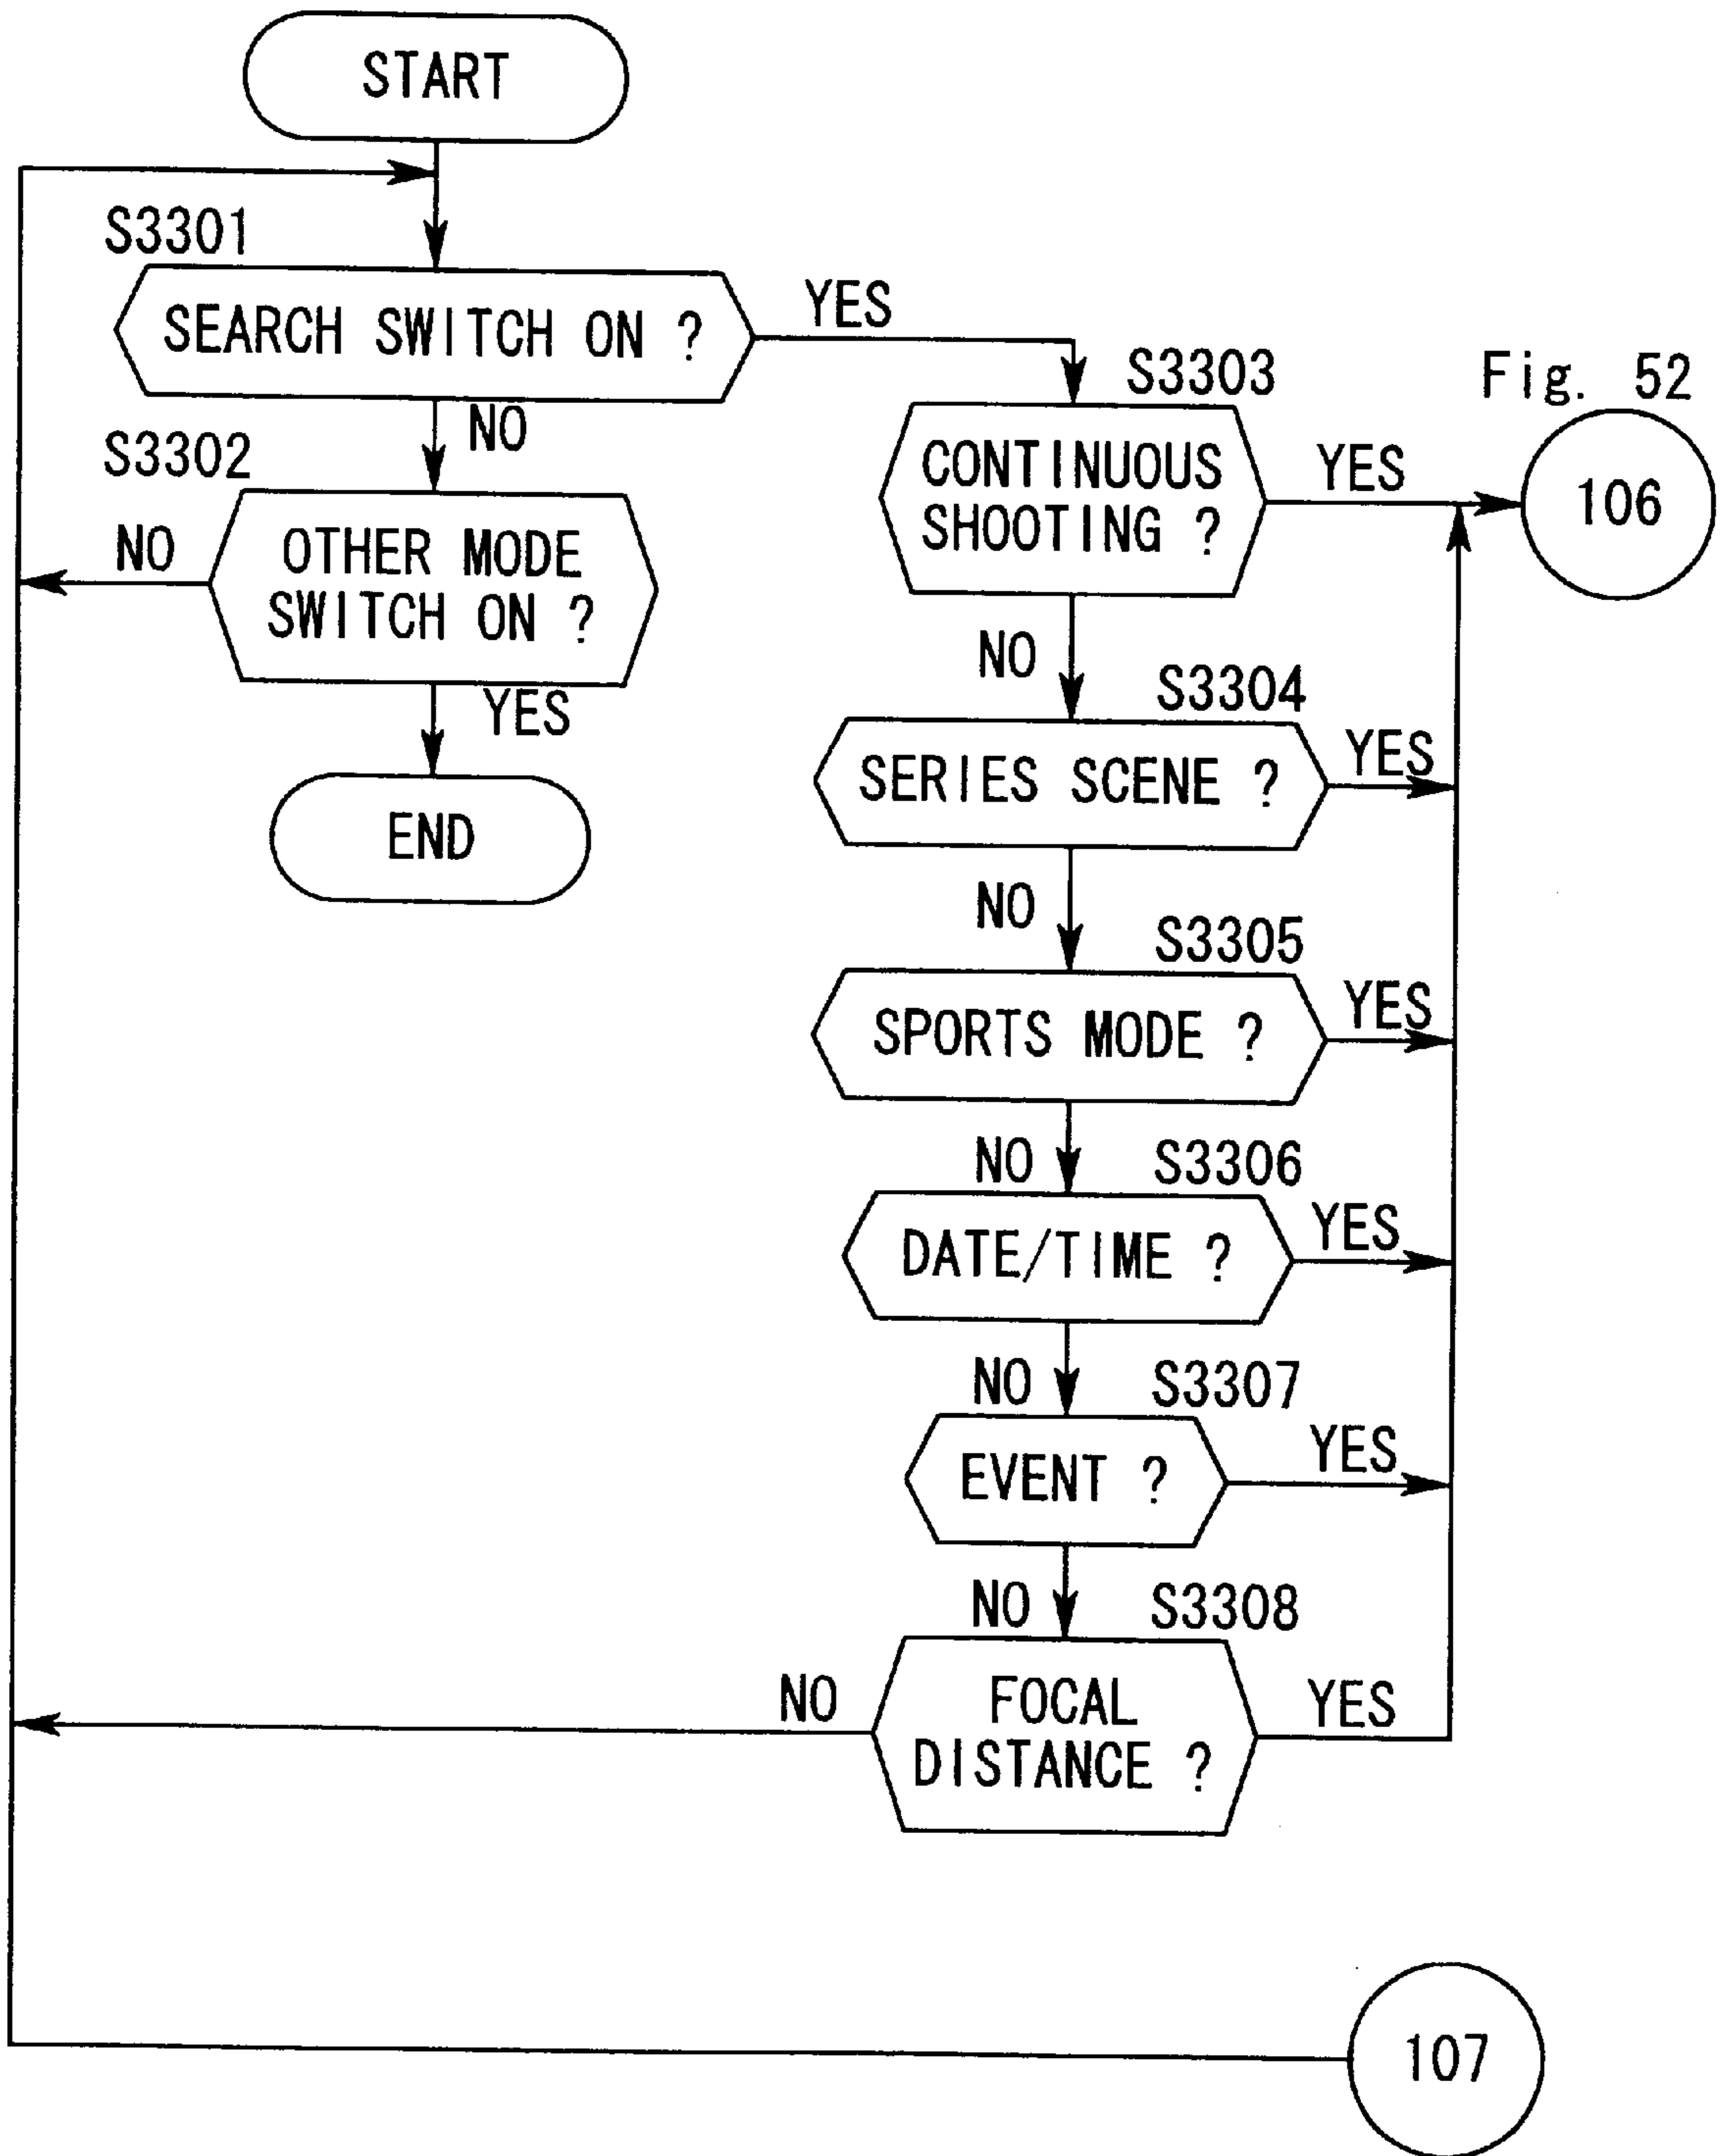 START
S3301
SEARCH SWITCH ON ?
YES
NO
S3302
OTHER MODE
SWITCH ON ?
NO
YES
END
S3303
CONTINUOUS
SHOOTING ?
YES
Fig. 52
106
NO
S3304
SERIES SCENE ?
YES
NO
S3305
SPORTS MODE ?
YES
NO
S3306
DATE/TIME ?
YES
NO
S3307
EVENT ?
YES
NO
S3308
FOCAL
DISTANCE ?
NO
YES
107